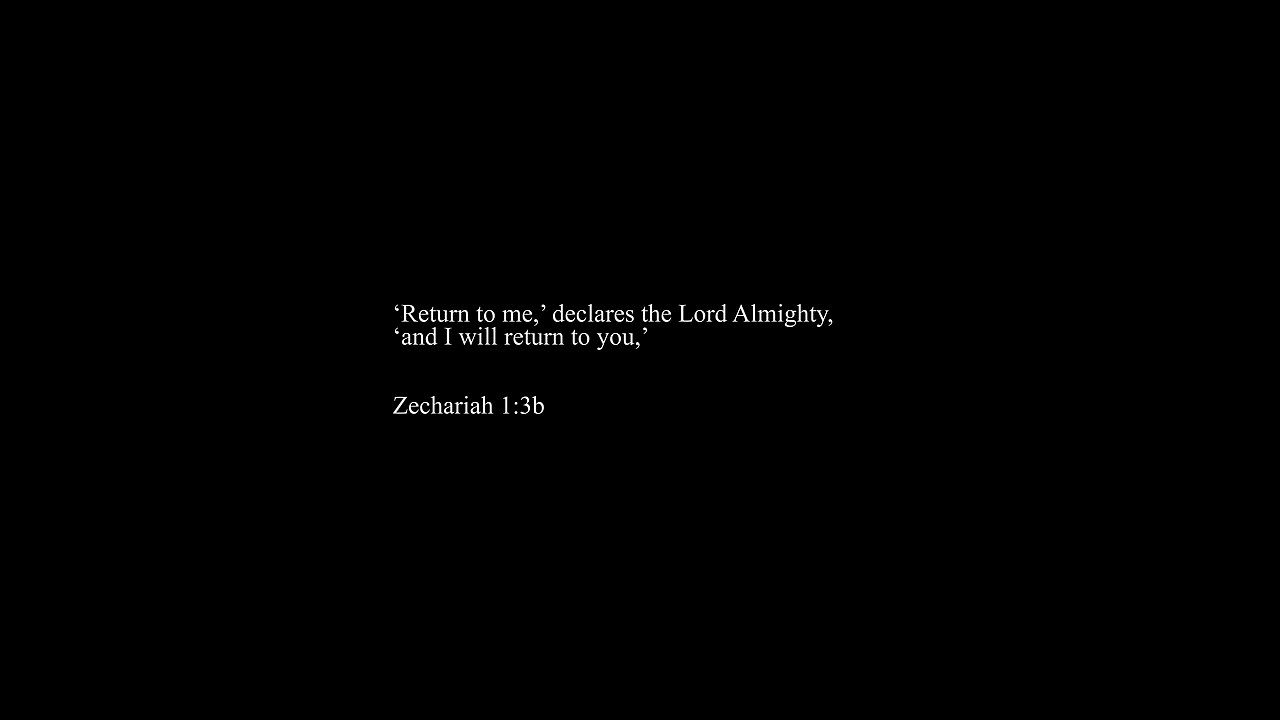 ‘Return to me,’ declares the Lord Almighty,
‘and I will return to you,’
Zechariah 1:3b